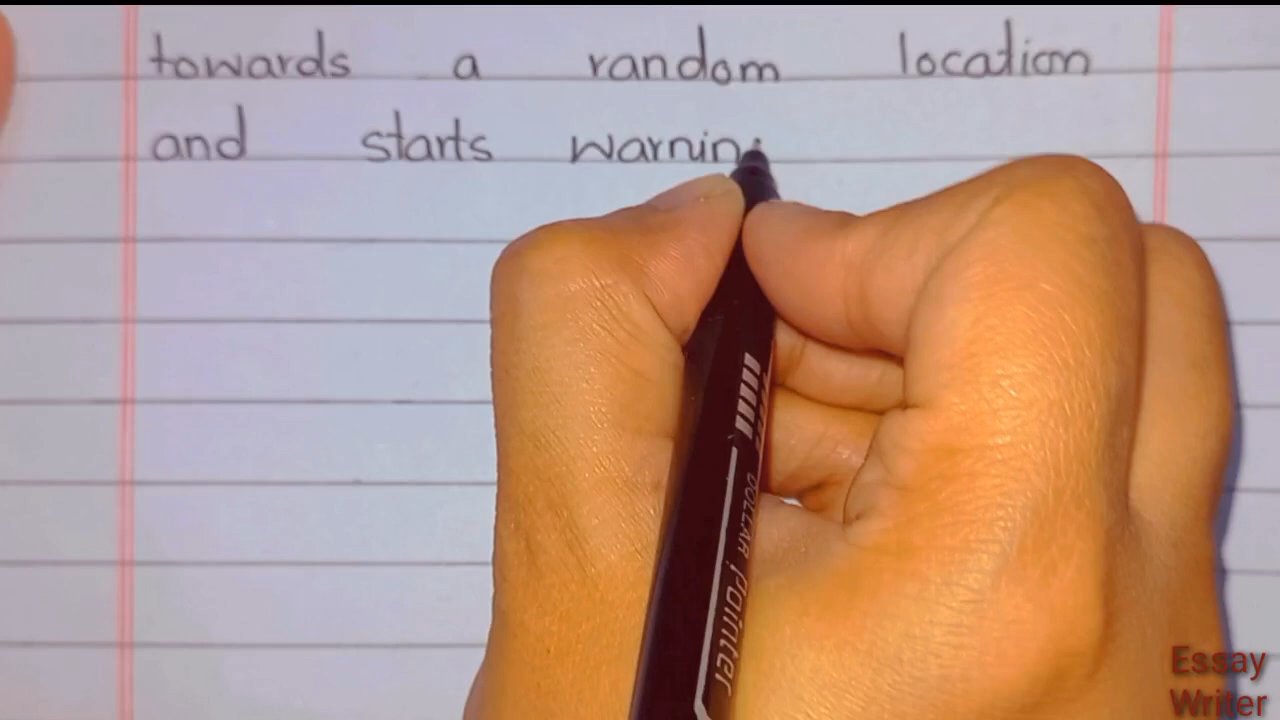 towards a random location
and starts warnin
DOLLAR Pointer
Essay
Writer